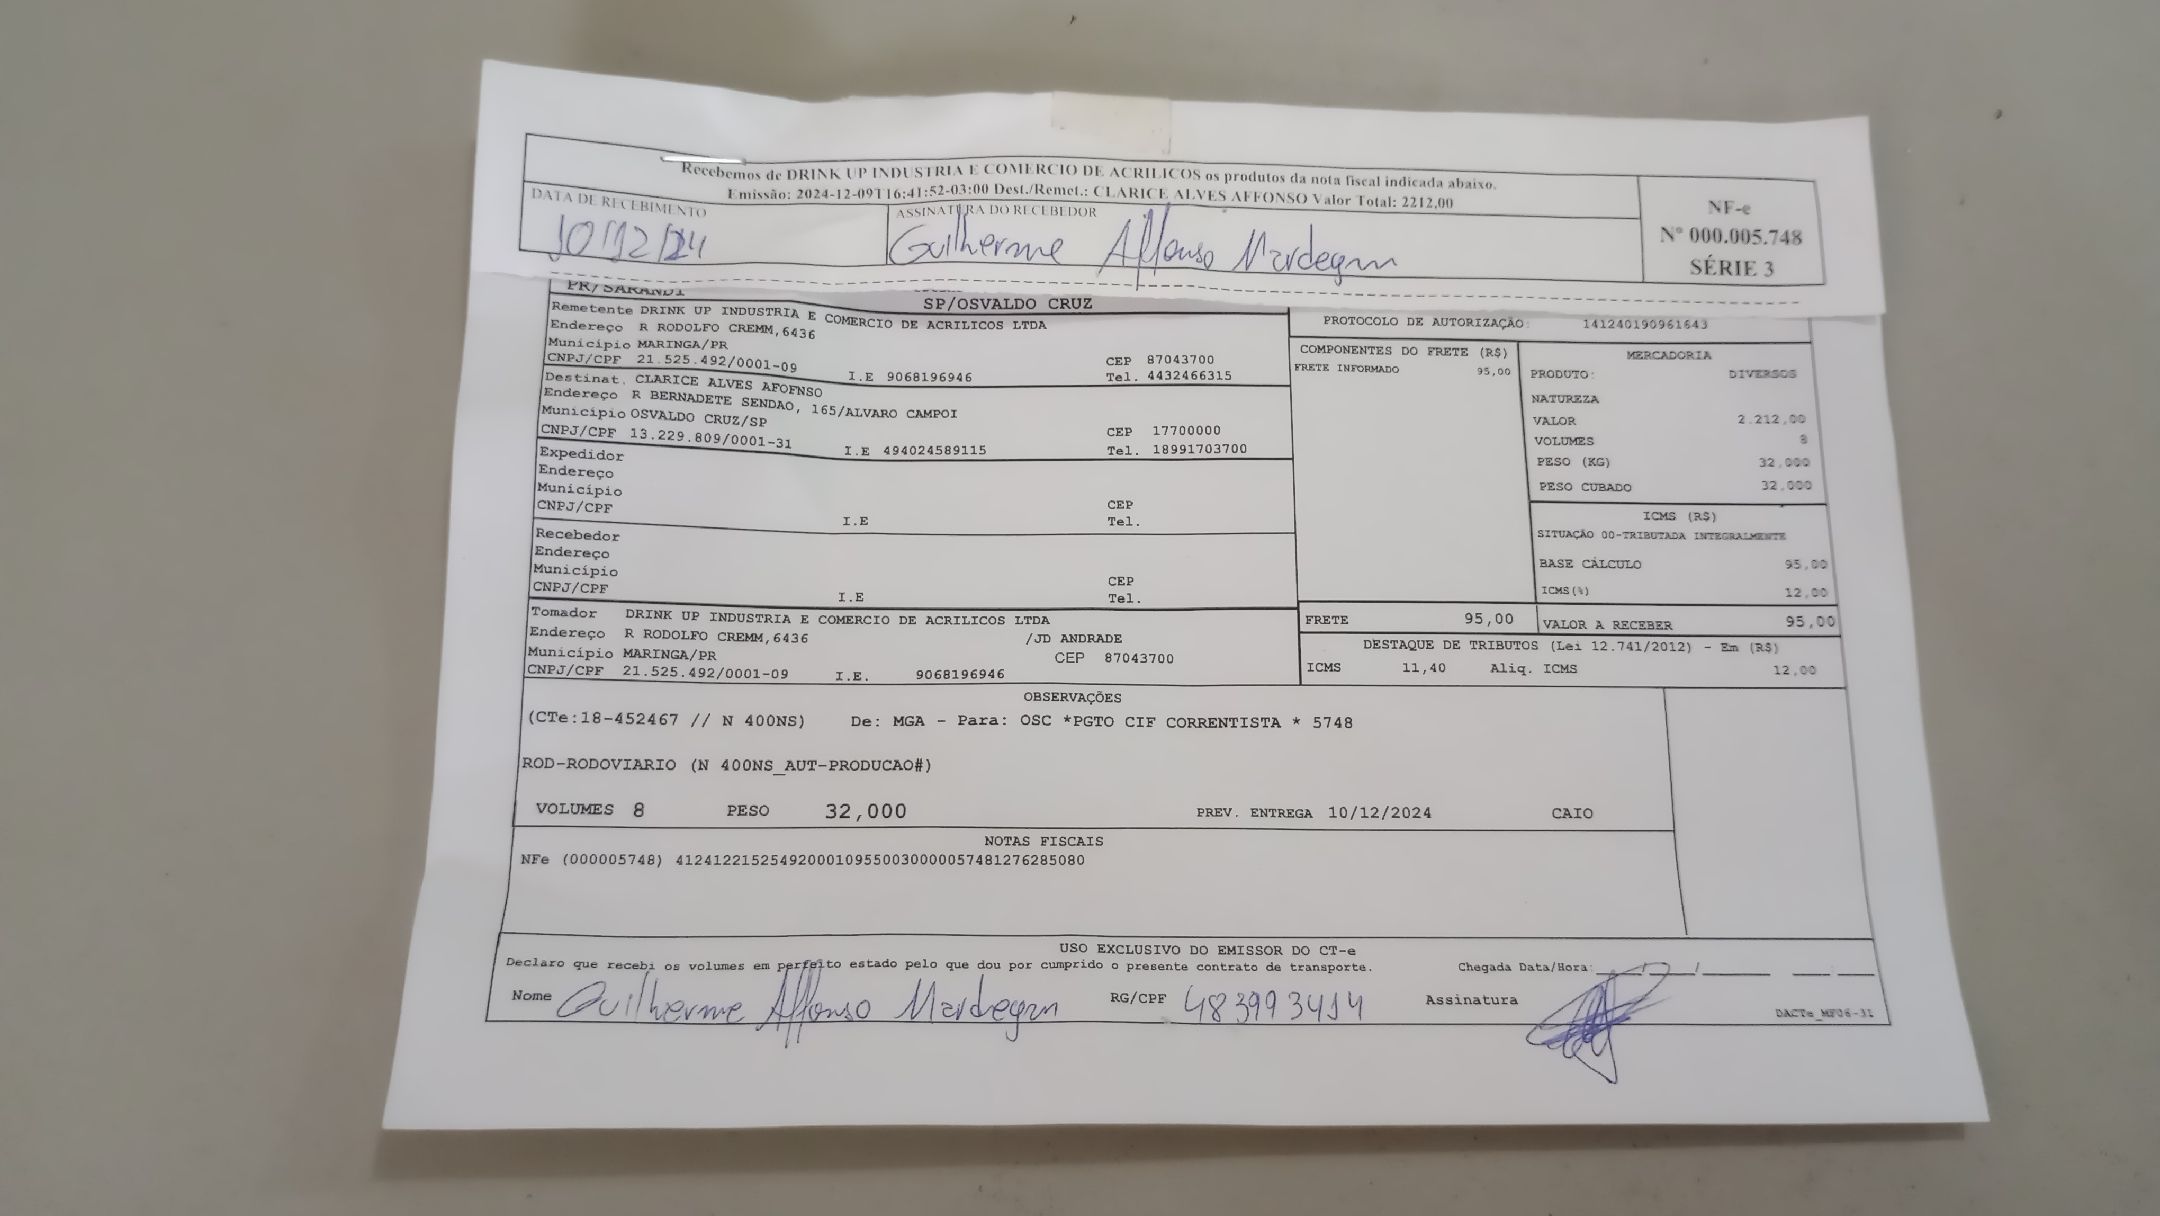 Recebemos de DRINK UP INDUSTRIA E COMERCIO DE ACRILICOS os produtos da nota fiscal indicada abaixo.
Emissão: 2024-12-09T16:41:52-03:00 Dest./Remet.: CLARICE ALVES AFFONSO Valor Total: 2212,00
DATA DE RECEBIMENTO
10/12/24
ASSINATURA DO RECEBEDOR
Guilherme Affonso Mardegan
NF-e
Nº 000.005.748
SÉRIE 3
PR/SARANDI
SP/OSVALDO CRUZ
Remetente DRINK UP INDUSTRIA E COMERCIO DE ACRILICOS LTDA
Endereço R RODOLFO CREMM,6436
Município MARINGA/PR
CEP 87043700
CNPJ/CPF 21.525.492/0001-09 I.E 9068196946 Tel. 4432466315
Destinat. CLARICE ALVES AFOFNSO
Endereço R BERNADETE SENDAO, 165/ALVARO CAMPOI
Município OSVALDO CRUZ/SP CEP 17700000
CNPJ/CPF 13.229.809/0001-31 I.E 494024589115 Tel. 18991703700
Expedidor
Endereço
Município CEP
CNPJ/CPF I.E Tel.
Recebedor
Endereço
Município CEP
CNPJ/CPF I.E Tel.
Tomador DRINK UP INDUSTRIA E COMERCIO DE ACRILICOS LTDA
Endereço R RODOLFO CREMM,6436 /JD ANDRADE
Município MARINGA/PR CEP 87043700
CNPJ/CPF 21.525.492/0001-09 I.E. 9068196946
PROTOCOLO DE AUTORIZAÇÃO: 141240190961643
COMPONENTES DO FRETE (R$)
FRETE INFORMADO 95,00
MERCADORIA
PRODUTO: DIVERSOS
NATUREZA
VALOR 2.212,00
VOLUMES 8
PESO (KG) 32,000
PESO CUBADO 32,000
ICMS (R$)
SITUAÇÃO 00-TRIBUTADA INTEGRALMENTE
BASE CÁLCULO 95,00
ICMS(%) 12,00
FRETE 95,00 VALOR A RECEBER 95,00
DESTAQUE DE TRIBUTOS (Lei 12.741/2012) - Em (R$)
ICMS 11,40 Aliq. ICMS 12,00
OBSERVAÇÕES
(CTe:18-452467 // N 400NS) De: MGA - Para: OSC *PGTO CIF CORRENTISTA * 5748
ROD-RODOVIARIO (N 400NS_AUT-PRODUCAO#)
VOLUMES 8 PESO 32,000 PREV. ENTREGA 10/12/2024 CAIO
NOTAS FISCAIS
NFe (000005748) 41241221525492000109550030000057481276285080
USO EXCLUSIVO DO EMISSOR DO CT-e
Declaro que recebi os volumes em perfeito estado pelo que dou por cumprido o presente contrato de transporte. Chegada Data/Hora:
Nome Guilherme Affonso Mardegan RG/CPF 483993414 Assinatura
DACTe_MF06-31